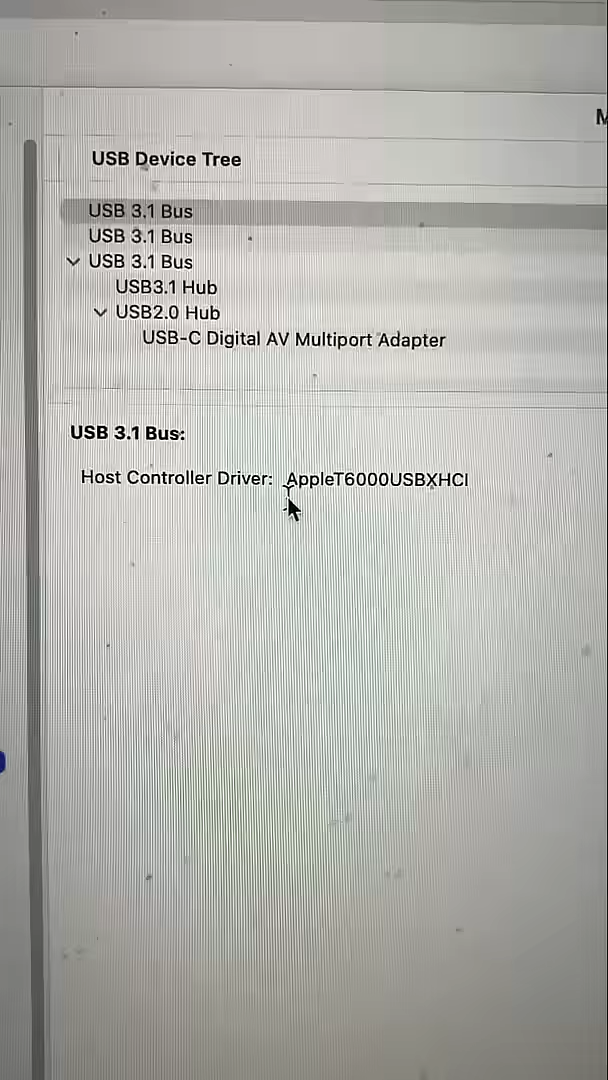 M
USB Device Tree
USB 3.1 Bus
USB 3.1 Bus
USB 3.1 Bus
USB3.1 Hub
USB2.0 Hub
USB-C Digital AV Multiport Adapter
USB 3.1 Bus:
Host Controller Driver: AppleT6000USBXHCI